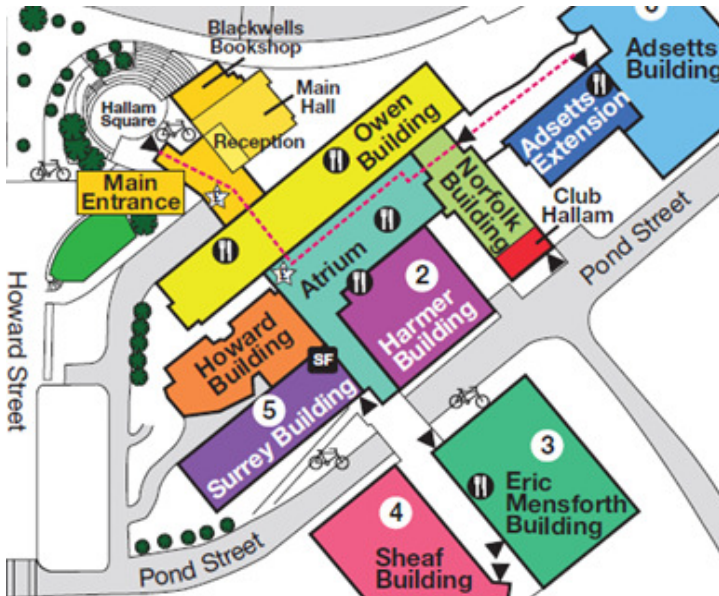 Blackwells
Bookshop
Hallam
Square
Main
Hall
Reception
Main
Entrance
Owen
Building
Adsetts
Building
Adsetts
Extension
Norfolk
Building
Club
Hallam
Pond Street
Atrium
2
Harmer
Building
Howard
Building
SF
5
Surrey Building
Howard Street
3
Eric
Mensforth
Building
4
Sheaf
Building
Pond Street